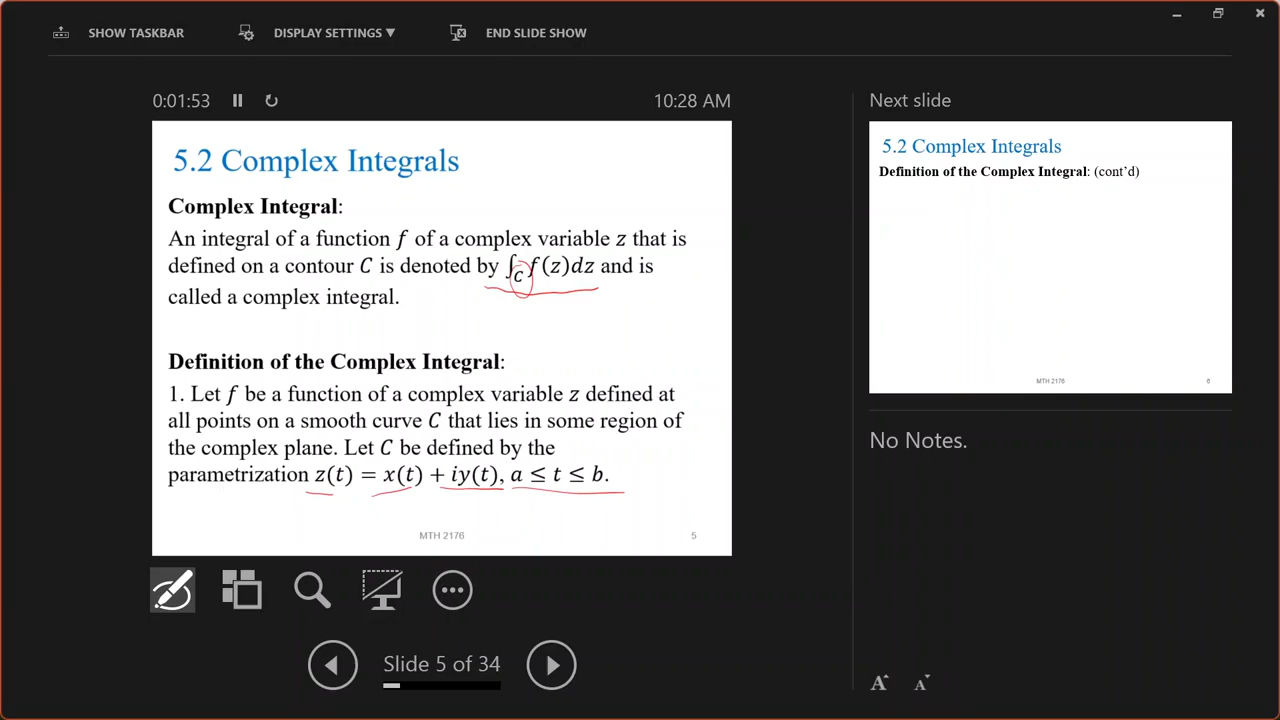 SHOW TASKBAR DISPLAY SETTINGS ▼ END SLIDE SHOW
0:01:53 10:28 AM
5.2 Complex Integrals
Complex Integral:
An integral of a function f of a complex variable z that is
defined on a contour C is denoted by ∫_C f(z)dz and is
called a complex integral.
Definition of the Complex Integral:
1. Let f be a function of a complex variable z defined at
all points on a smooth curve C that lies in some region of
the complex plane. Let C be defined by the
parametrization z(t) = x(t) + iy(t), a ≤ t ≤ b.
MTH 2176 5
Slide 5 of 34
Next slide
5.2 Complex Integrals
Definition of the Complex Integral: (cont'd)
MTH 2176 6
No Notes.
A A